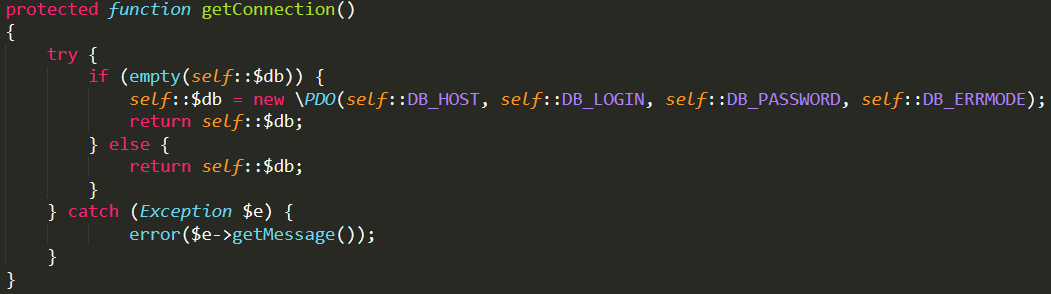 protected function getConnection()
{
    try {
        if (empty(self::$db)) {
            self::$db = new \PDO(self::DB_HOST, self::DB_LOGIN, self::DB_PASSWORD, self::DB_ERRMODE);
            return self::$db;
        } else {
            return self::$db;
        }
    } catch (Exception $e) {
            error($e->getMessage());
    }
}